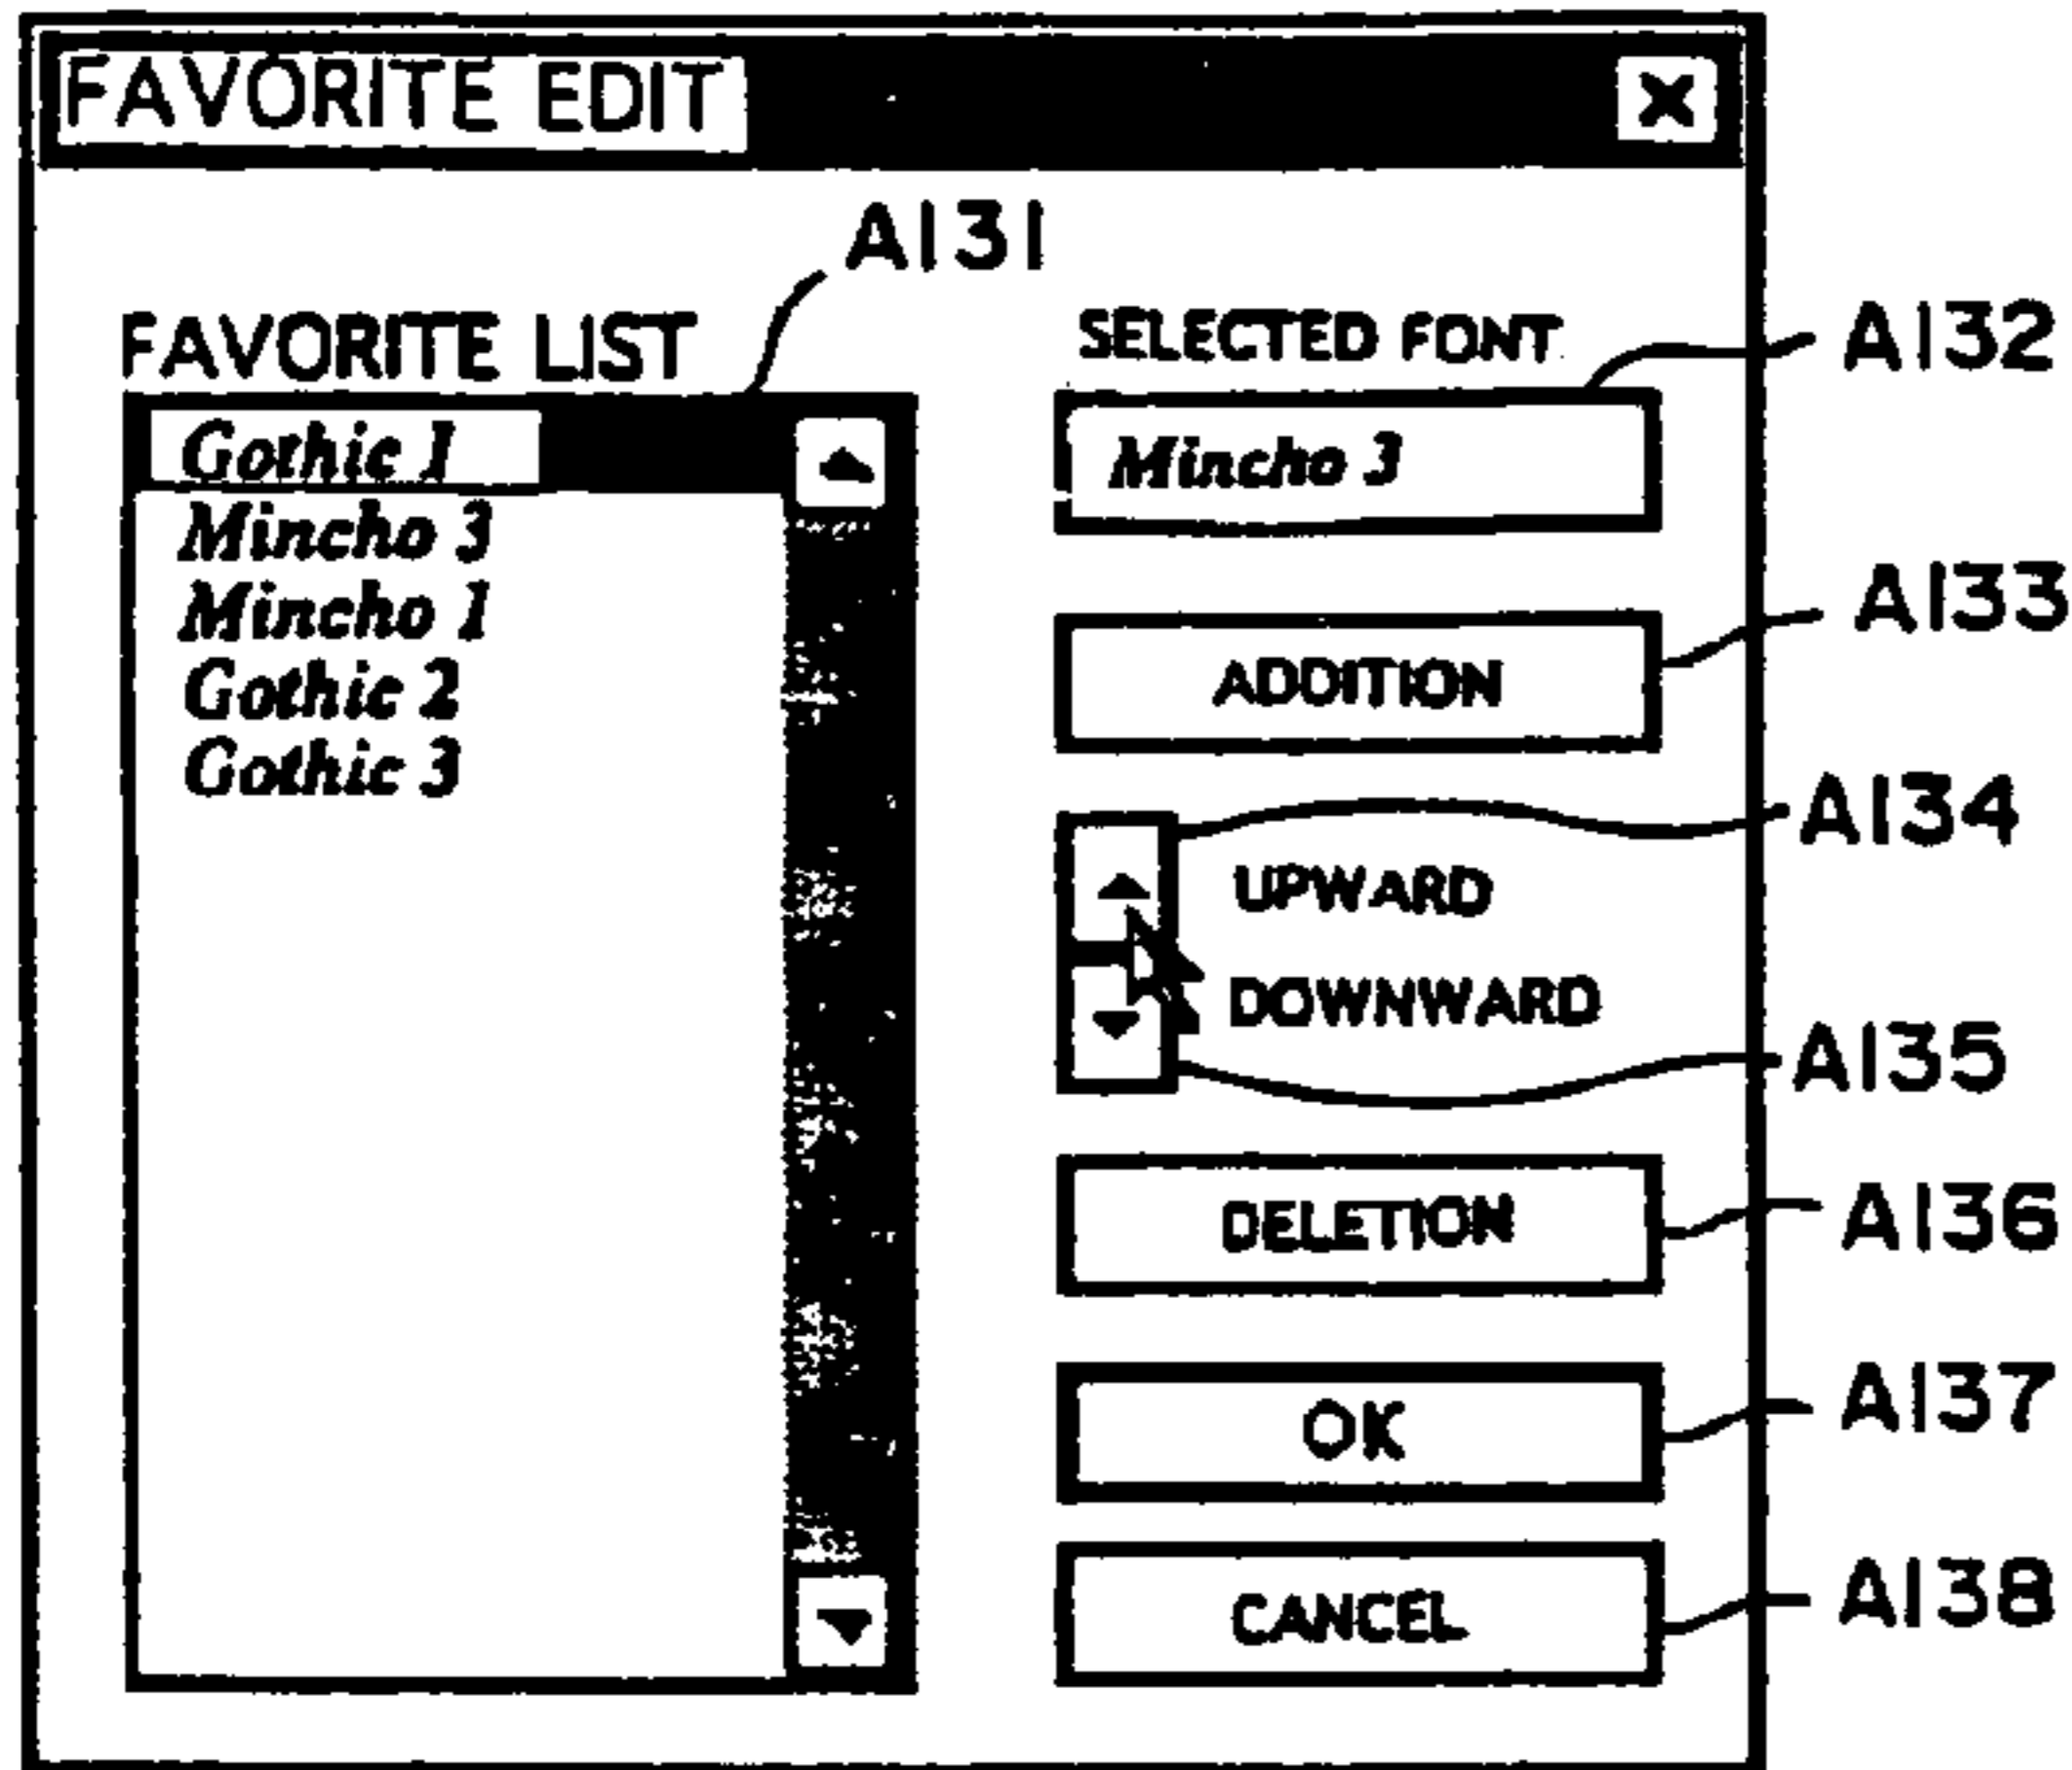 FAVORITE EDIT
A131
FAVORITE LIST
Gothic 1
Mincho 3
Mincho 1
Gothic 2
Gothic 3
SELECTED FONT
A132
Mincho 3
A133
ADDITION
A134
UPWARD
DOWNWARD
A135
DELETION
A136
OK
A137
CANCEL
A138